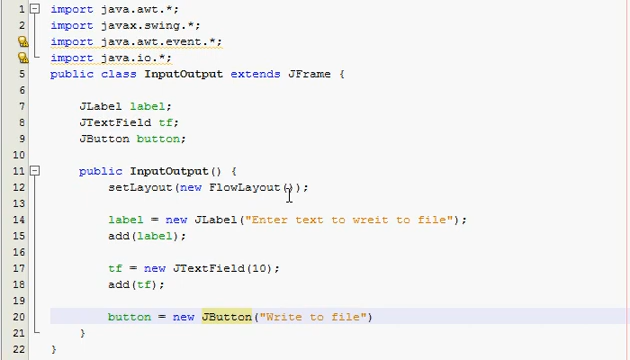 1 import java.awt.*;
2 import javax.swing.*;
import java.awt.event.*;
import java.io.*;
5 public class InputOutput extends JFrame {
6
7 JLabel label;
8 JTextField tf;
9 JButton button;
10
11 public InputOutput() {
12 setLayout(new FlowLayout());
13
14 label = new JLabel("Enter text to wreit to file");
15 add(label);
16
17 tf = new JTextField(10);
18 add(tf);
19
20 button = new JButton("Write to file")
21 }
22 }